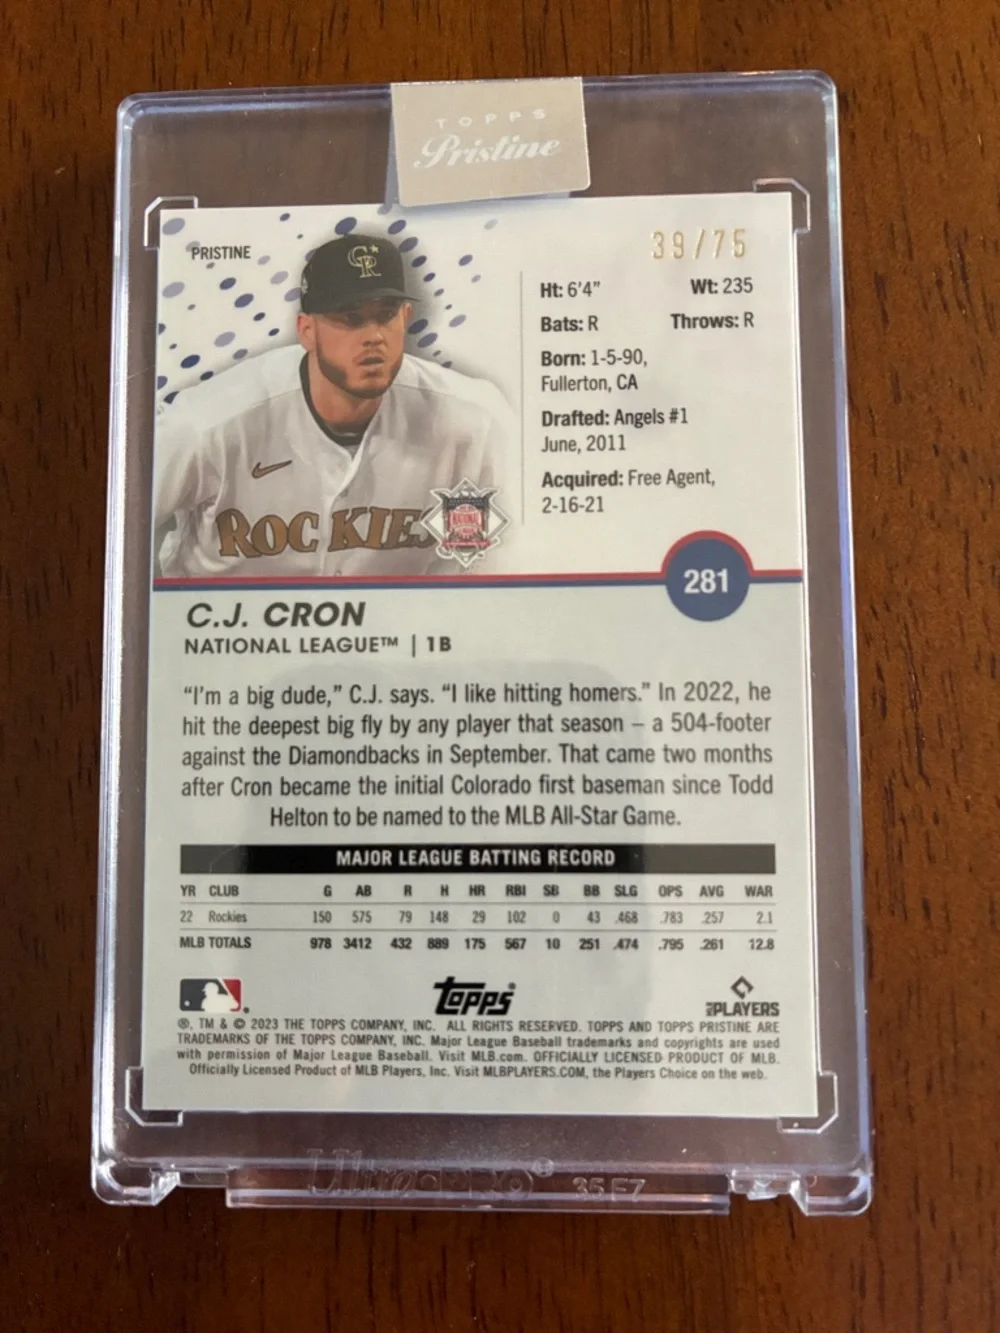 TOPPS
Pristine
PRISTINE
39/75
CR
ROCKIES
NATIONAL
Ht: 6'4" Wt: 235
Bats: R Throws: R
Born: 1-5-90,
Fullerton, CA
Drafted: Angels #1
June, 2011
Acquired: Free Agent,
2-16-21
281
C.J. CRON
NATIONAL LEAGUE™ | 1B
"I'm a big dude," C.J. says. "I like hitting homers." In 2022, he
hit the deepest big fly by any player that season – a 504-footer
against the Diamondbacks in September. That came two months
after Cron became the initial Colorado first baseman since Todd
Helton to be named to the MLB All-Star Game.
MAJOR LEAGUE BATTING RECORD
YR CLUB G AB R H HR RBI SB BB SLG OPS AVG WAR
22 Rockies 150 575 79 148 29 102 0 43 .468 .783 .257 2.1
MLB TOTALS 978 3412 432 889 175 567 10 251 .474 .795 .261 12.8
topps®
PLAYERS
®, TM & © 2023 THE TOPPS COMPANY, INC. ALL RIGHTS RESERVED. TOPPS AND TOPPS PRISTINE ARE
TRADEMARKS OF THE TOPPS COMPANY, INC. Major League Baseball trademarks and copyrights are used
with permission of Major League Baseball. Visit MLB.com. OFFICIALLY LICENSED PRODUCT OF MLB.
Officially Licensed Product of MLB Players, Inc. Visit MLBPLAYERS.COM, the Players Choice on the web.
Ultra PRO® 35 F7